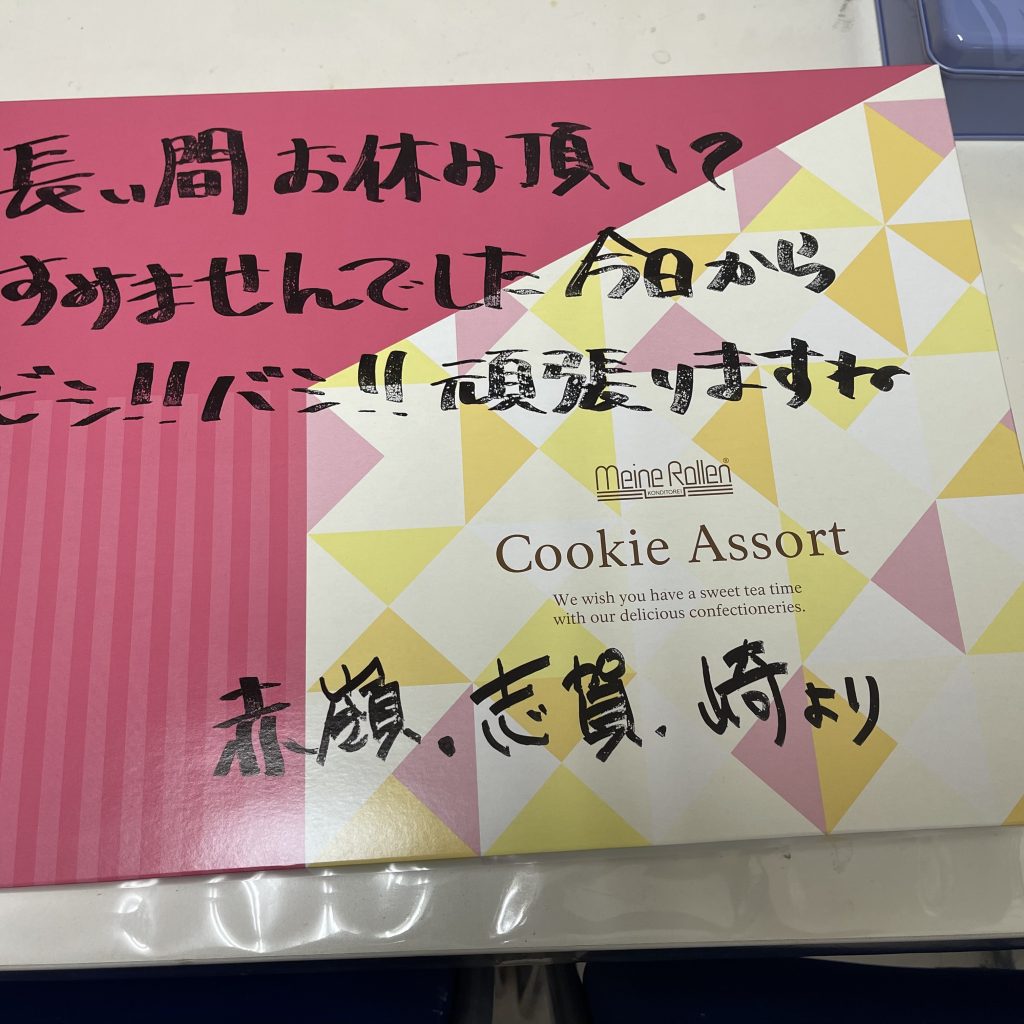 長い間お休み頂いて
すみませんでした今日から
ビシ!!バシ!!頑張りますね
Meine Rollen®
KONDITOREI
Cookie Assort
We wish you have a sweet tea time
with our delicious confectioneries.
赤嶺.志賀.崎より